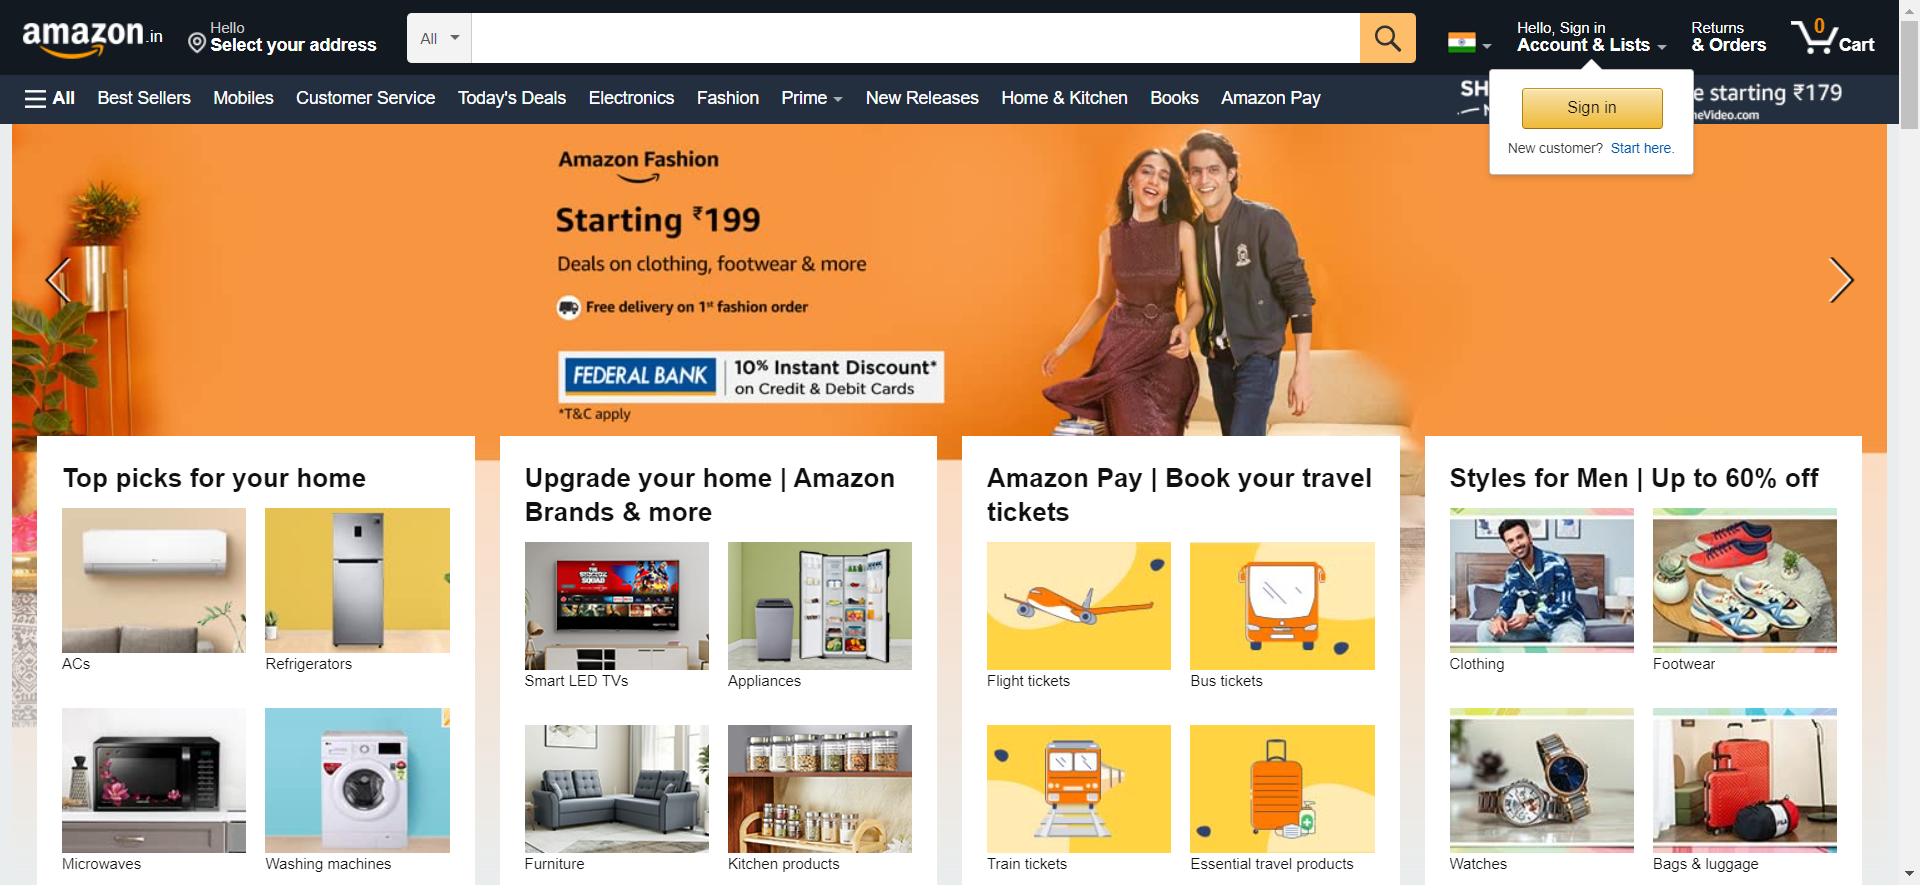 amazon.in
Hello
Select your address
All
Hello, Sign in
Account & Lists
Returns
& Orders
0
Cart
All
Best Sellers
Mobiles
Customer Service
Today's Deals
Electronics
Fashion
Prime
New Releases
Home & Kitchen
Books
Amazon Pay
SH
e starting ₹179
neVideo.com
Sign in
New customer? Start here.
Amazon Fashion
Starting ₹199
Deals on clothing, footwear & more
Free delivery on 1st fashion order
FEDERAL BANK
10% Instant Discount*
on Credit & Debit Cards
*T&C apply
Top picks for your home
ACs
Refrigerators
Microwaves
Washing machines
Upgrade your home | Amazon
Brands & more
Smart LED TVs
Appliances
Furniture
Kitchen products
Amazon Pay | Book your travel
tickets
Flight tickets
Bus tickets
Train tickets
Essential travel products
Styles for Men | Up to 60% off
Clothing
Footwear
Watches
Bags & luggage